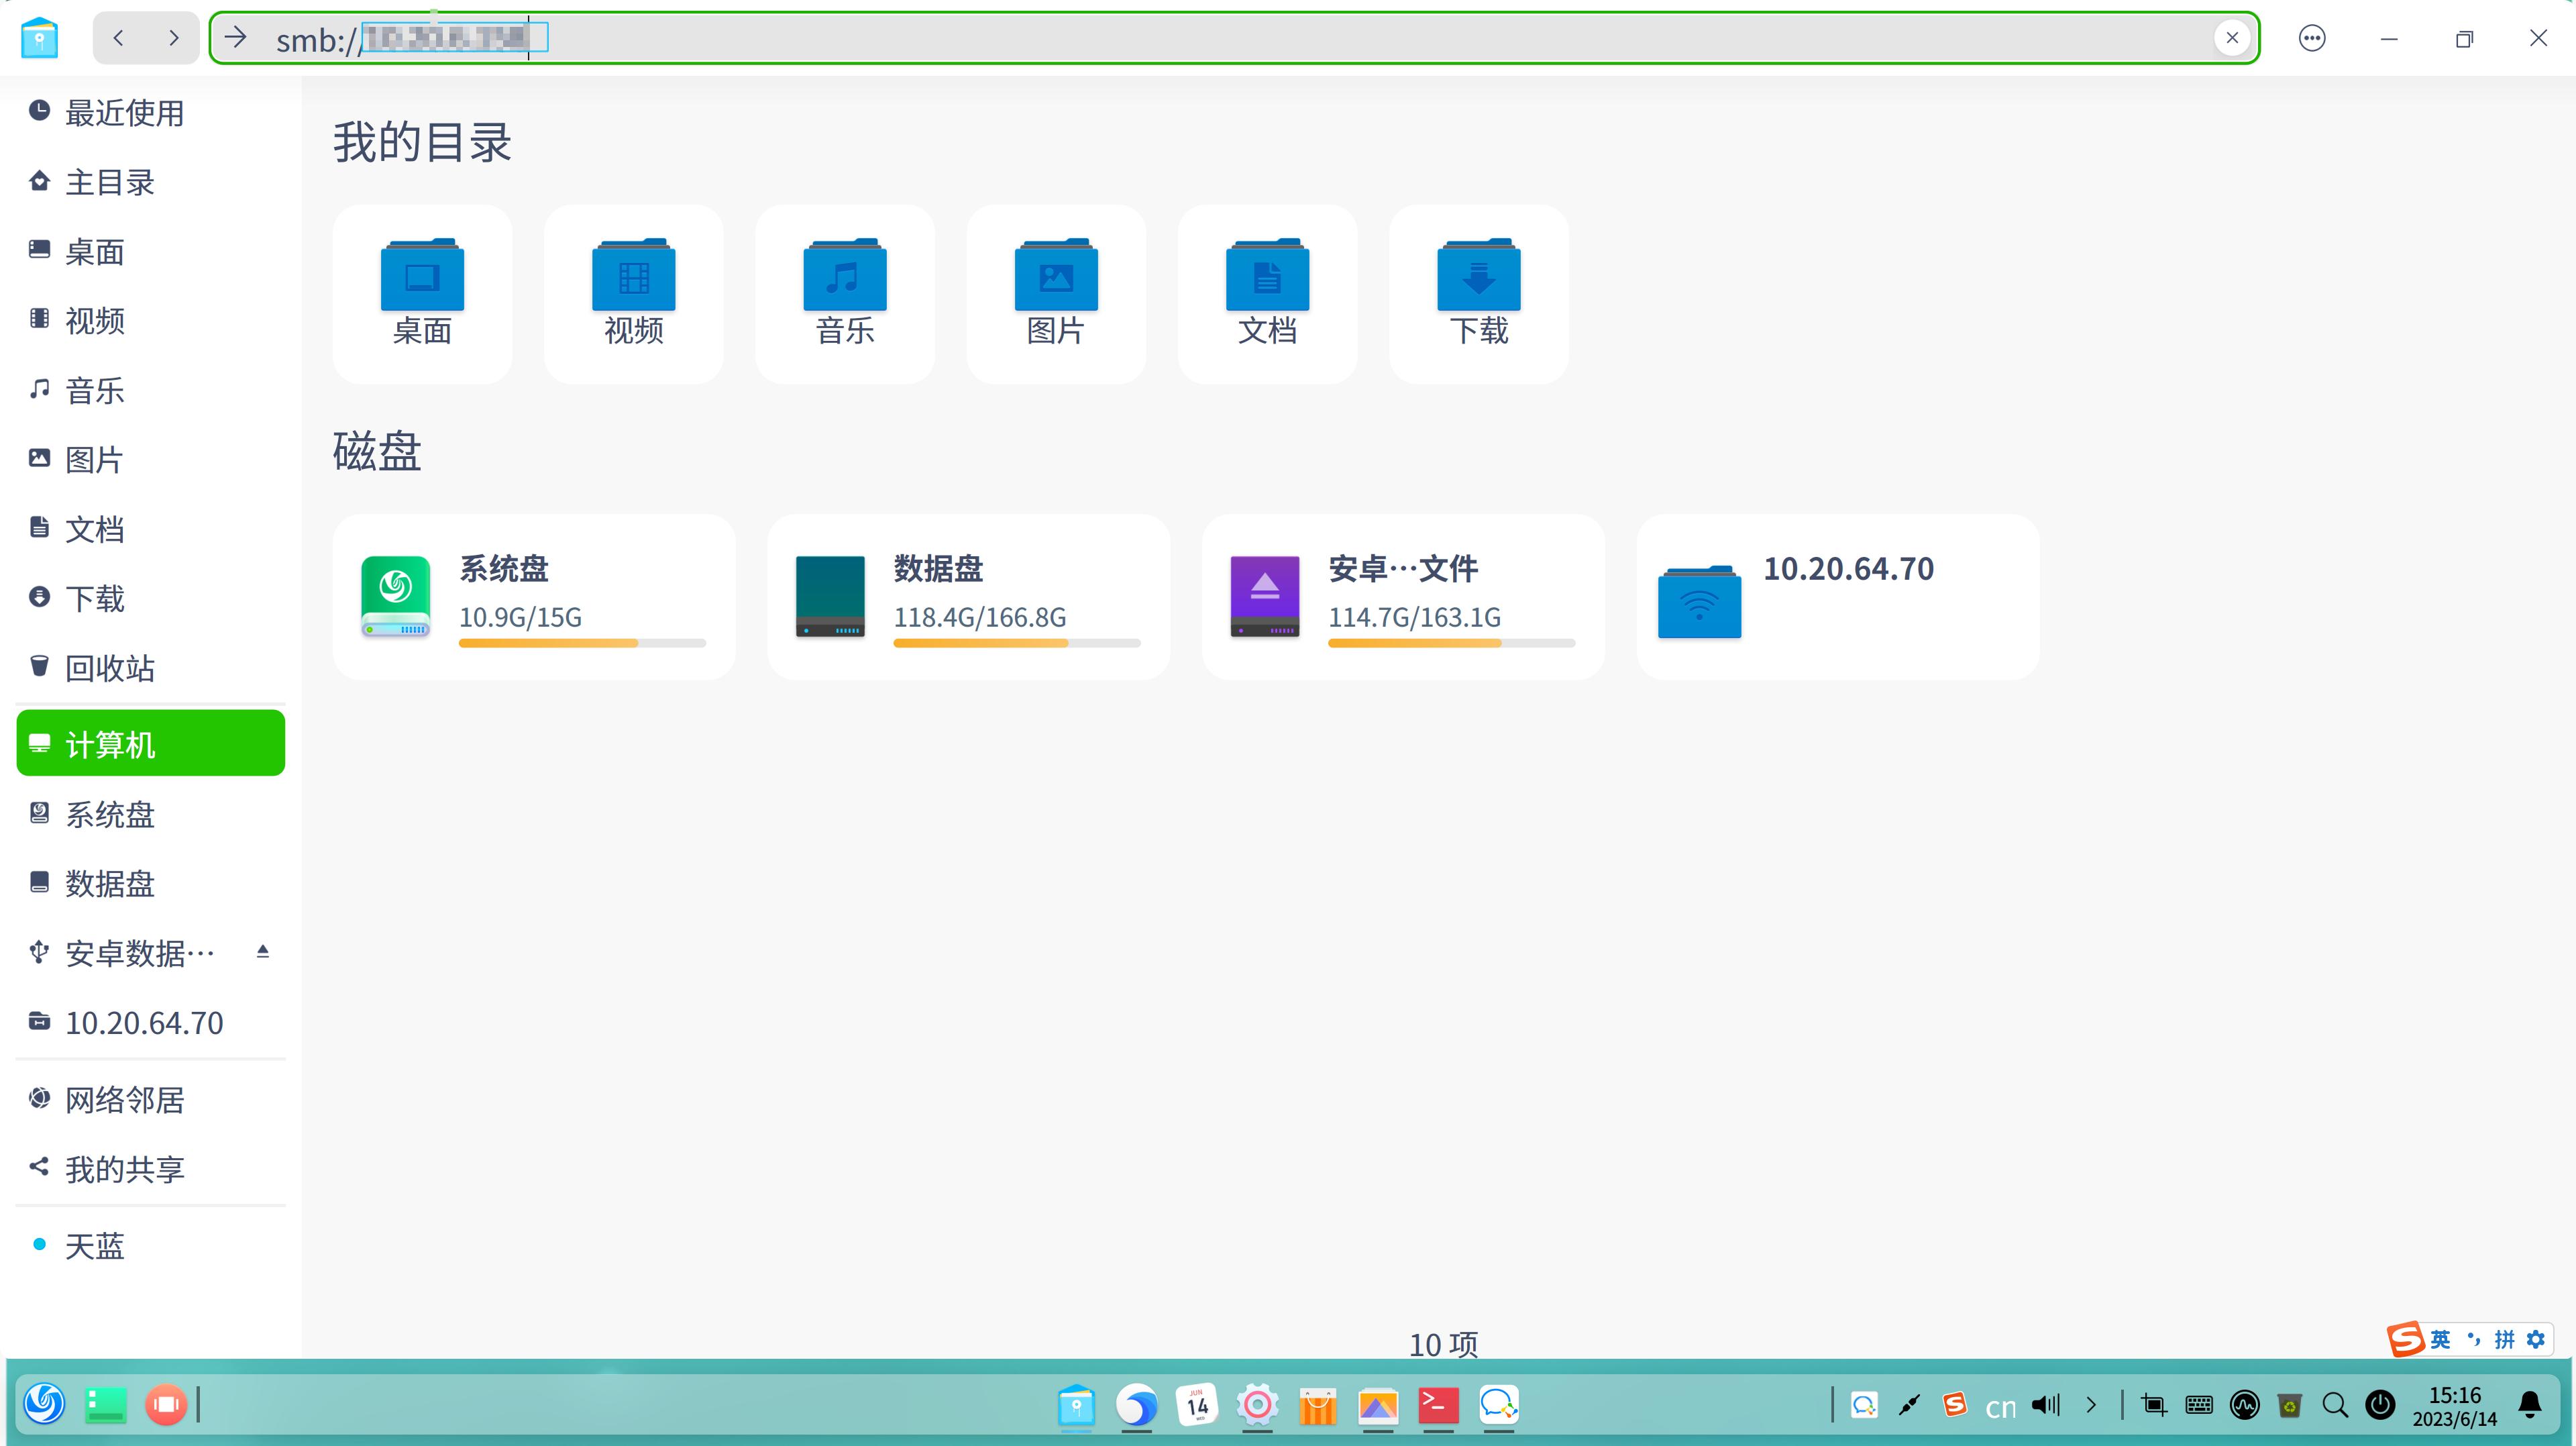 smb://
最近使用
主目录
桌面
视频
音乐
图片
文档
下载
回收站
计算机
系统盘
数据盘
安卓数据…
10.20.64.70
网络邻居
我的共享
天蓝
我的目录
桌面
视频
音乐
图片
文档
下载
磁盘
系统盘
10.9G/15G
数据盘
118.4G/166.8G
安卓…文件
114.7G/163.1G
10.20.64.70
10 项
英 拼
JUN
14
cn
15:16
2023/6/14